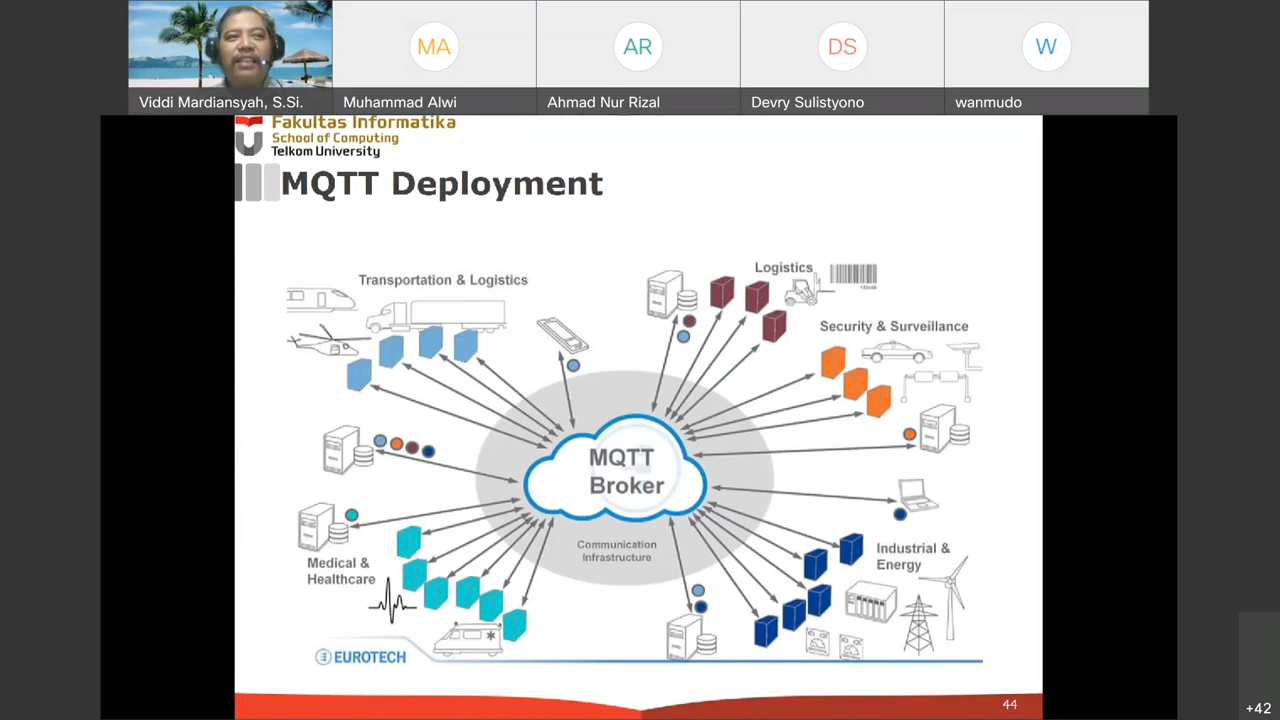 MA
AR
DS
W
Viddi Mardiansyah, S.Si.
Muhammad Alwi
Ahmad Nur Rizal
Devry Sulistyono
wanmudo
Fakultas Informatika
School of Computing
Telkom University
MQTT Deployment
Transportation & Logistics
Logistics
Security & Surveillance
MQTT
Broker
Communication
Infrastructure
Medical &
Healthcare
Industrial &
Energy
EUROTECH
44
+42